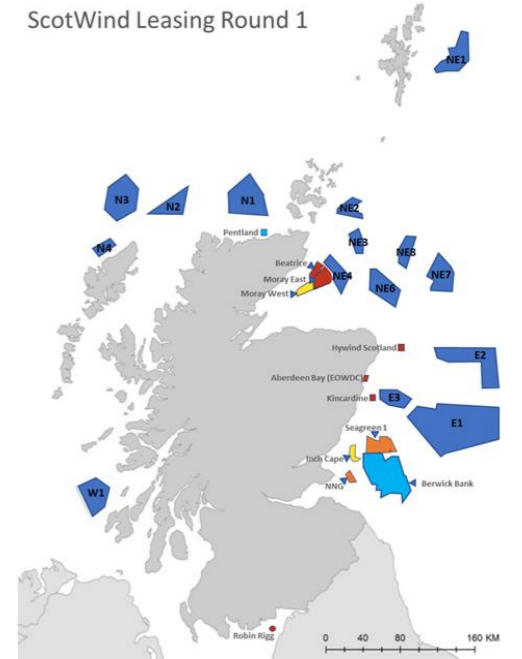 ScotWind Leasing Round 1
NE1
N3
N2
N1
NE2
Pentland
N4
NE3
NE8
Beatrice
Moray East
NE4
NE7
Moray West
NE6
Hywind Scotland
E2
Aberdeen Bay (EOWDC)
Kincardine
E3
E1
Seagreen 1
Inch Cape
NNG
Berwick Bank
W1
Robin Rigg
0 40 80 160 KM